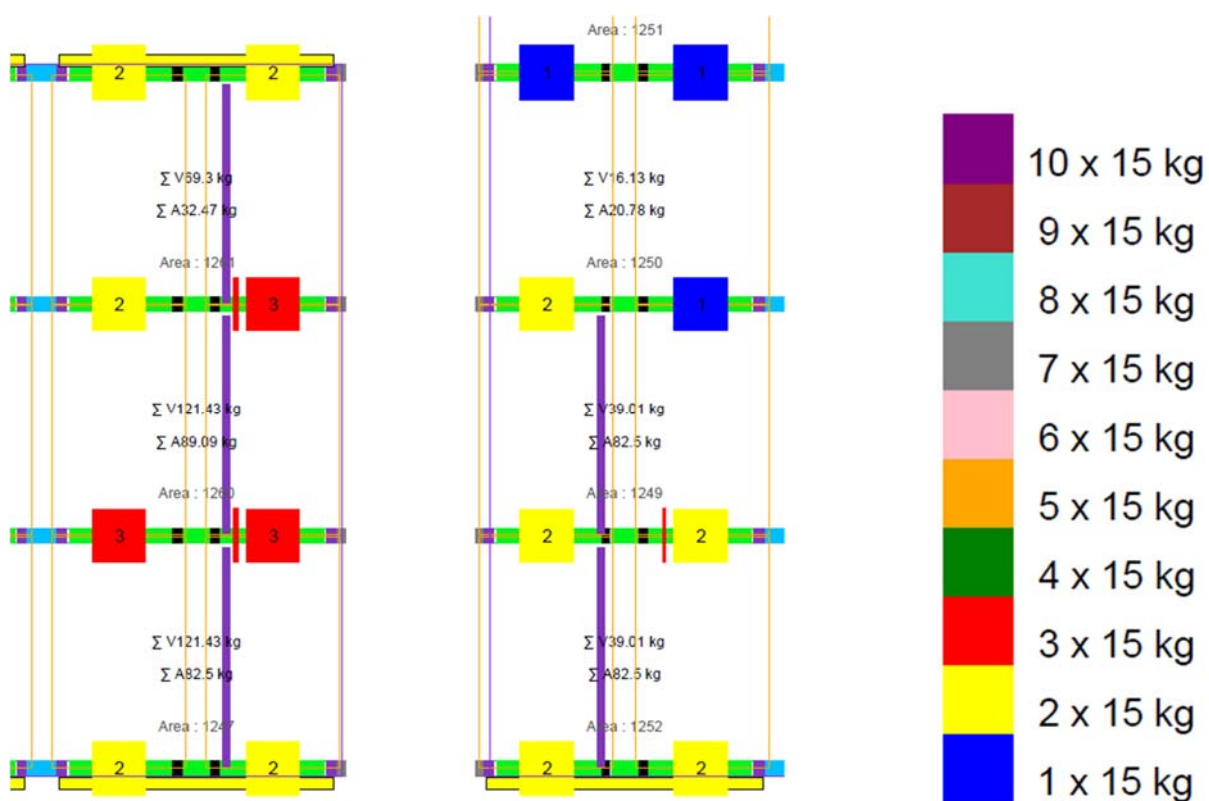 Area : 1251
2
2
1
1
∑ V69.3 kg
∑ A32.47 kg
∑ V16.13 kg
∑ A20.78 kg
Area : 1261
Area : 1250
2
3
2
1
∑ V121.43 kg
∑ A89.09 kg
∑ V39.01 kg
∑ A82.5 kg
Area : 1260
Area : 1249
3
3
2
2
∑ V121.43 kg
∑ A82.5 kg
∑ V39.01 kg
∑ A82.5 kg
Area : 1247
Area : 1252
2
2
2
2
10 x 15 kg
9 x 15 kg
8 x 15 kg
7 x 15 kg
6 x 15 kg
5 x 15 kg
4 x 15 kg
3 x 15 kg
2 x 15 kg
1 x 15 kg